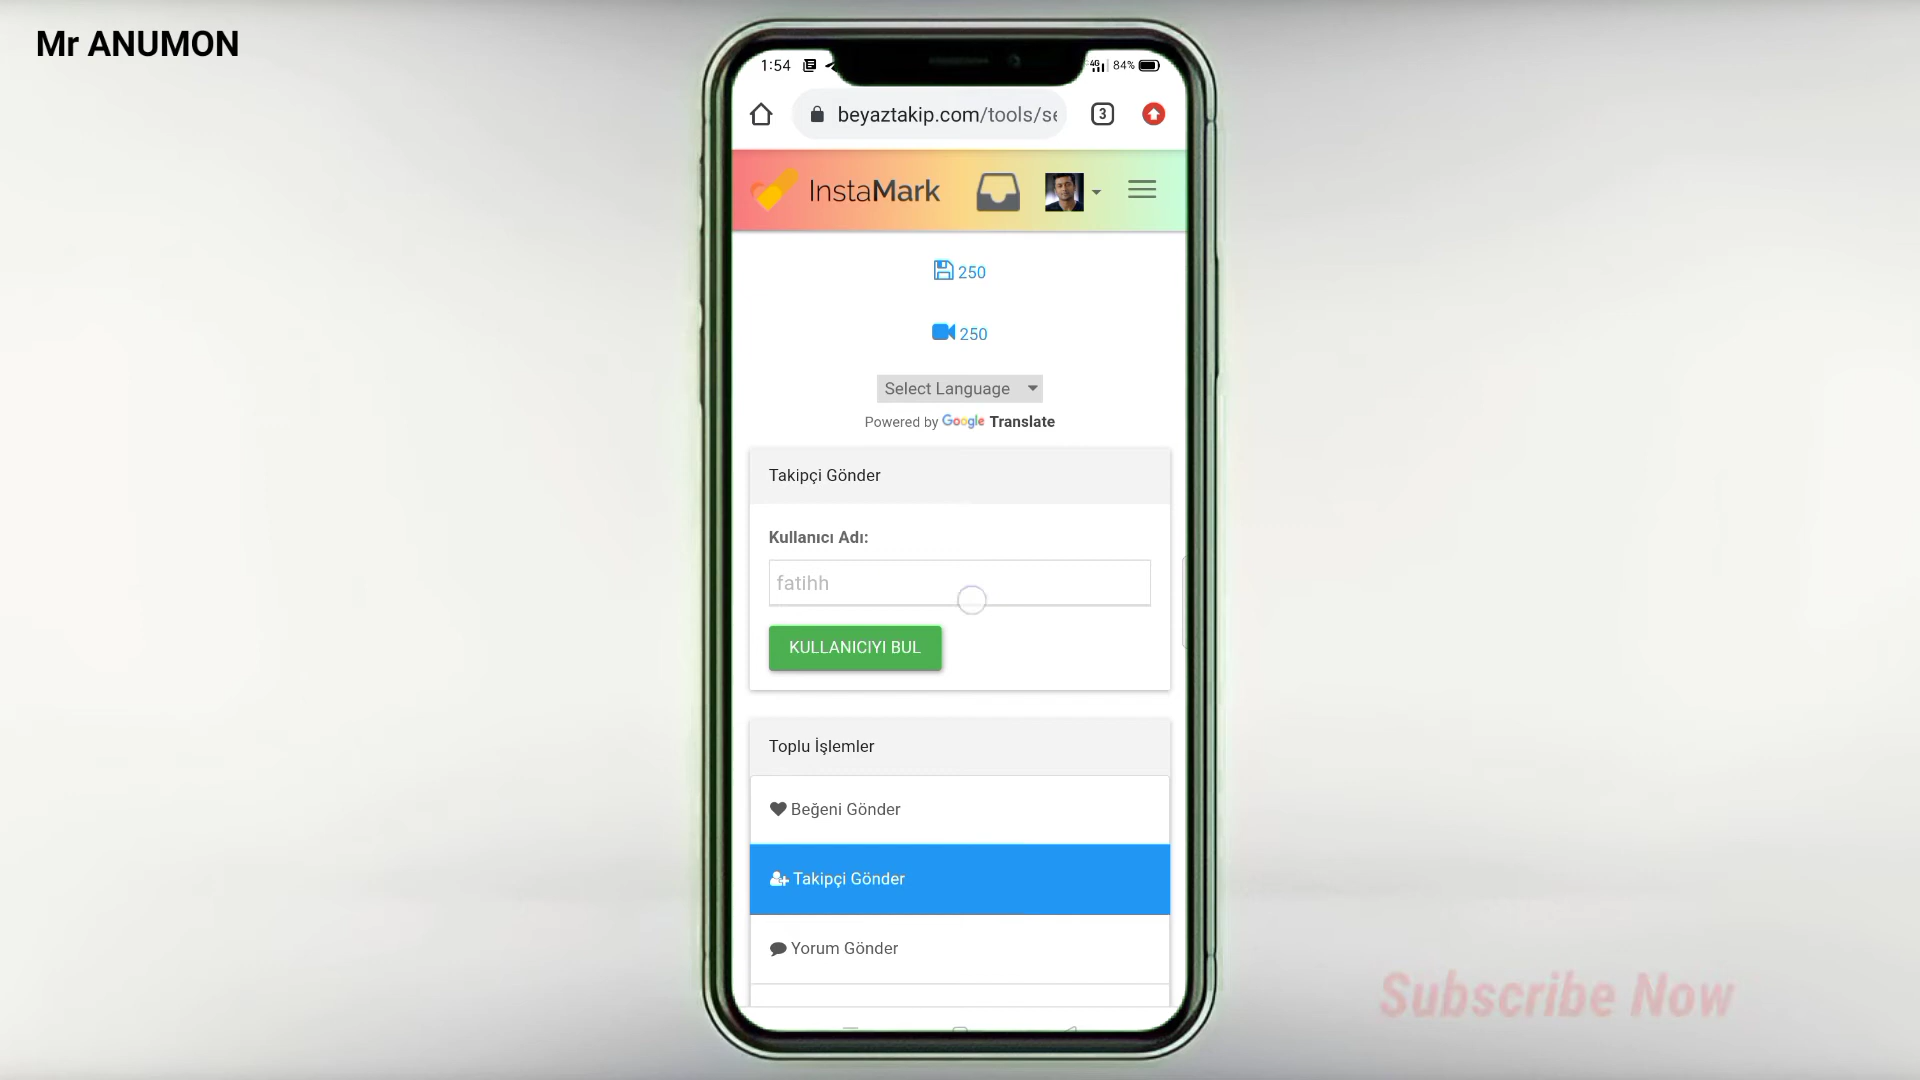 Mr ANUMON
1:54
4G 84%
beyaztakip.com/tools/se
3
InstaMark
250
250
Select Language
Powered by Google Translate
Takipçi Gönder
Kullanıcı Adı:
fatihh
KULLANICIYI BUL
Toplu İşlemler
Beğeni Gönder
Takipçi Gönder
Yorum Gönder
Subscribe Now